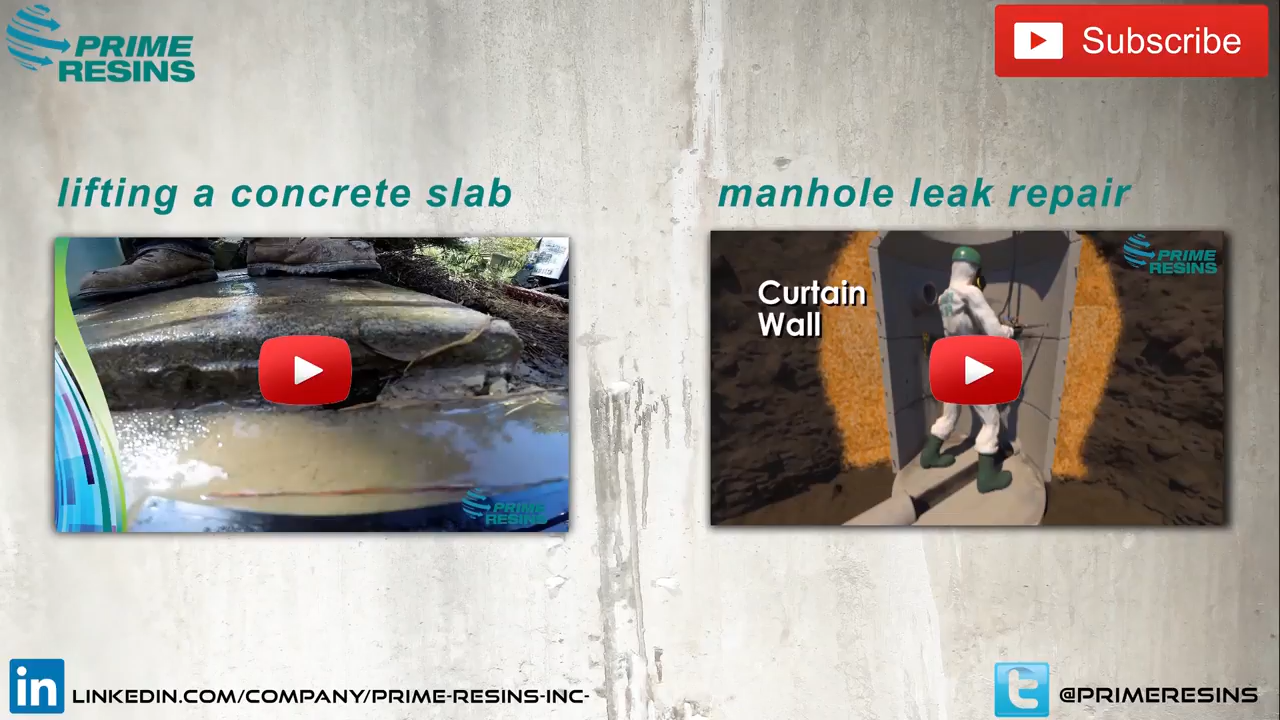 PRIME
RESINS
Subscribe
lifting a concrete slab
manhole leak repair
Curtain
Wall
PRIME
RESINS
PRIME
RESINS
in
LINKEDIN.COM/COMPANY/PRIME-RESINS-INC-
t
@PRIMERESINS